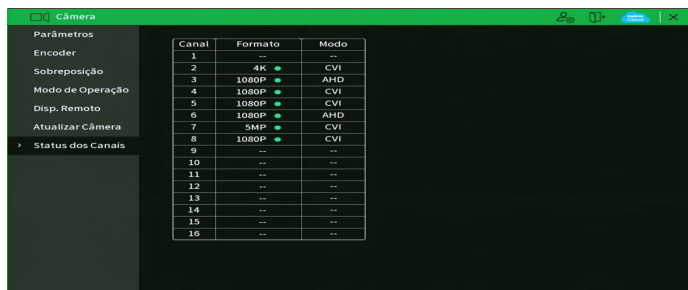 Câmera
Parâmetros
Encoder
Sobreposição
Modo de Operação
Disp. Remoto
Atualizar Câmera
> Status dos Canais
Canal Formato Modo
1 -- --
2 4K CVI
3 1080P AHD
4 1080P CVI
5 1080P CVI
6 1080P AHD
7 5MP CVI
8 1080P CVI
9 -- --
10 -- --
11 -- --
12 -- --
13 -- --
14 -- --
15 -- --
16 -- --